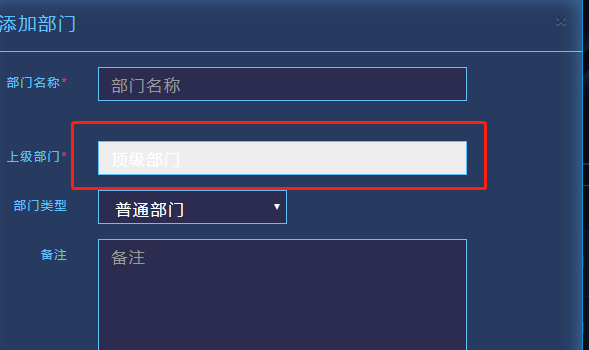 添加部门 ×
部门名称* 部门名称
上级部门* 顶级部门
部门类型 普通部门 ▼
备注 备注